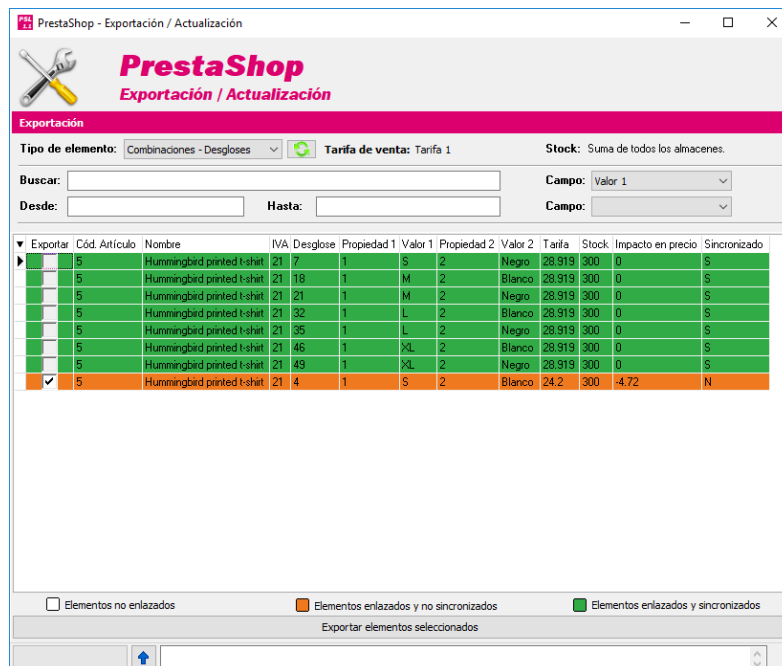 PSL 1.1 PrestaShop - Exportación / Actualización
PrestaShop
Exportación / Actualización
Exportación
Tipo de elemento: Combinaciones - Desgloses Tarifa de venta: Tarifa 1 Stock: Suma de todos los almacenes.
Buscar: Campo: Valor 1
Desde: Hasta: Campo:
Exportar Cód. Artículo Nombre IVA Desglose Propiedad 1 Valor 1 Propiedad 2 Valor 2 Tarifa Stock Impacto en precio Sincronizado
5 Hummingbird printed t-shirt 21 7 1 S 2 Negro 28.919 300 0 S
5 Hummingbird printed t-shirt 21 18 1 M 2 Blanco 28.919 300 0 S
5 Hummingbird printed t-shirt 21 21 1 M 2 Negro 28.919 300 0 S
5 Hummingbird printed t-shirt 21 32 1 L 2 Blanco 28.919 300 0 S
5 Hummingbird printed t-shirt 21 35 1 L 2 Negro 28.919 300 0 S
5 Hummingbird printed t-shirt 21 46 1 XL 2 Blanco 28.919 300 0 S
5 Hummingbird printed t-shirt 21 49 1 XL 2 Negro 28.919 300 0 S
5 Hummingbird printed t-shirt 21 4 1 S 2 Blanco 24.2 300 -4.72 N
Elementos no enlazados Elementos enlazados y no sincronizados Elementos enlazados y sincronizados
Exportar elementos seleccionados